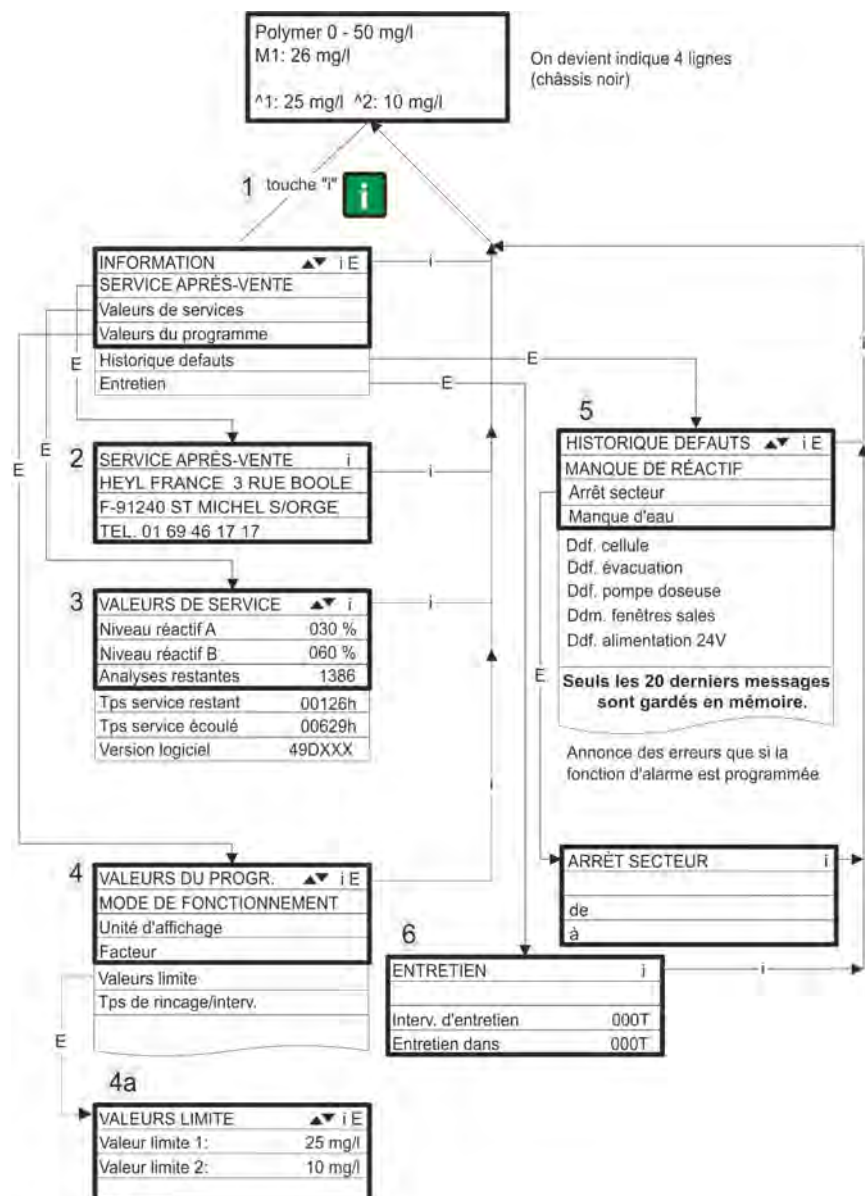 Polymer 0 - 50 mg/l
M1: 26 mg/l
^1: 25 mg/l ^2: 10 mg/l
On devient indique 4 lignes
(châssis noir)
1 touche "i"
i
INFORMATION ▲▼ i E
SERVICE APRÈS-VENTE
Valeurs de services
Valeurs du programme
Historique defauts
Entretien
i
E
E
E
E
E
i
2
SERVICE APRÈS-VENTE i
HEYL FRANCE 3 RUE BOOLE
F-91240 ST MICHEL S/ORGE
TEL. 01 69 46 17 17
i
3
VALEURS DE SERVICE ▲▼ i
Niveau réactif A 030 %
Niveau réactif B 060 %
Analyses restantes 1386
Tps service restant 00126h
Tps service écoulé 00629h
Version logiciel 49DXXX
i
i
4
VALEURS DU PROGR. ▲▼ i E
MODE DE FONCTIONNEMENT
Unité d'affichage
Facteur
Valeurs limite
Tps de rincage/interv.
E
4a
VALEURS LIMITE ▲▼ i E
Valeur limite 1: 25 mg/l
Valeur limite 2: 10 mg/l
5
HISTORIQUE DEFAUTS ▲▼ i E
MANQUE DE RÉACTIF
Arrêt secteur
Manque d'eau
Ddf. cellule
Ddf. évacuation
Ddf. pompe doseuse
Ddm. fenêtres sales
Ddf. alimentation 24V
E
Seuls les 20 derniers messages
sont gardés en mémoire.
Annonce des erreurs que si la
fonction d'alarme est programmée
ARRÈT SECTEUR i
de
à
6
ENTRETIEN i
Interv. d'entretien 000T
Entretien dans 000T
i